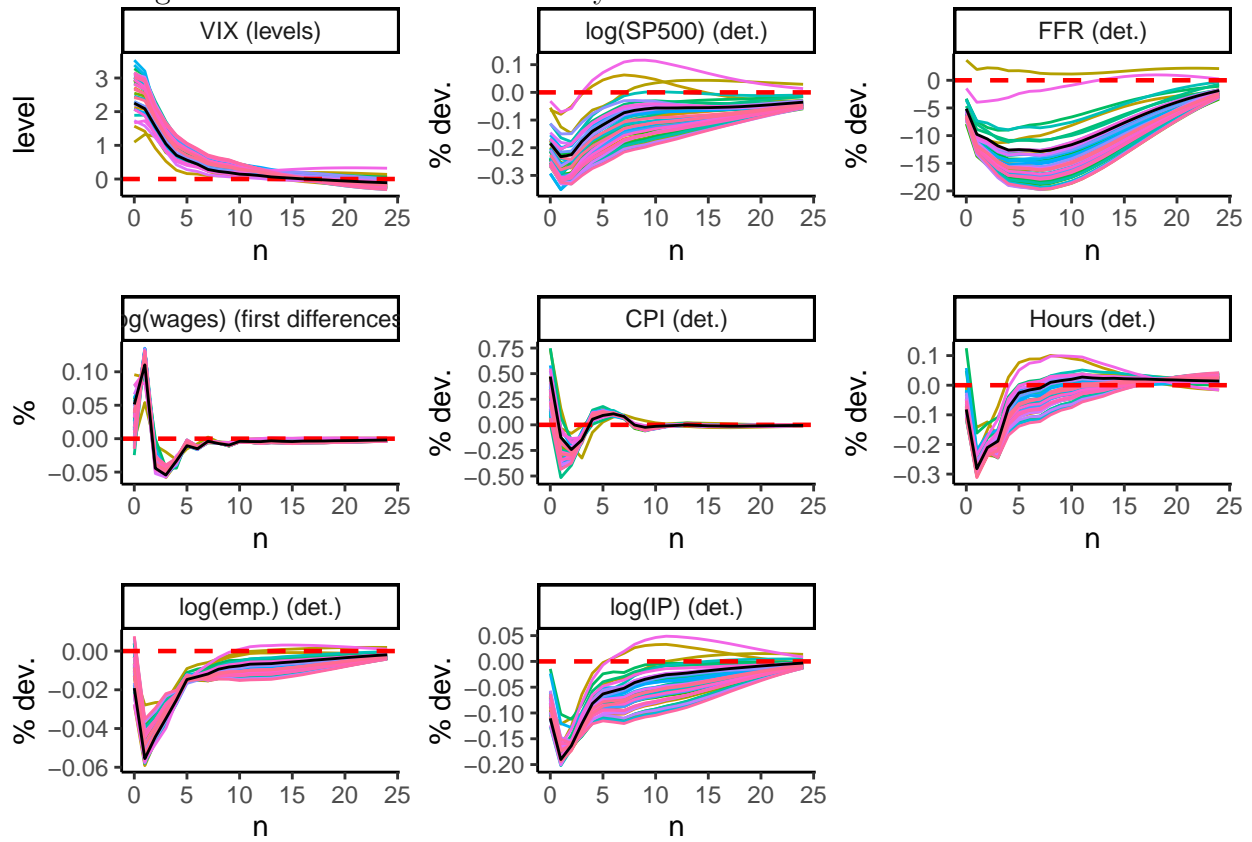 VIX (levels)
log(SP500) (det.)
FFR (det.)
level
3
2
1
0
0 5 10 15 20 25
n
% dev.
0.1
0.0
−0.1
−0.2
−0.3
0 5 10 15 20 25
n
% dev.
0
−5
−10
−15
−20
0 5 10 15 20 25
n
og(wages) (first differences
CPI (det.)
Hours (det.)
%
0.10
0.05
0.00
−0.05
0 5 10 15 20 25
n
% dev.
0.75
0.50
0.25
0.00
−0.25
−0.50
0 5 10 15 20 25
n
% dev.
0.1
0.0
−0.1
−0.2
−0.3
0 5 10 15 20 25
n
log(emp.) (det.)
log(IP) (det.)
% dev.
0.00
−0.02
−0.04
−0.06
0 5 10 15 20 25
n
% dev.
0.05
0.00
−0.05
−0.10
−0.15
−0.20
0 5 10 15 20 25
n